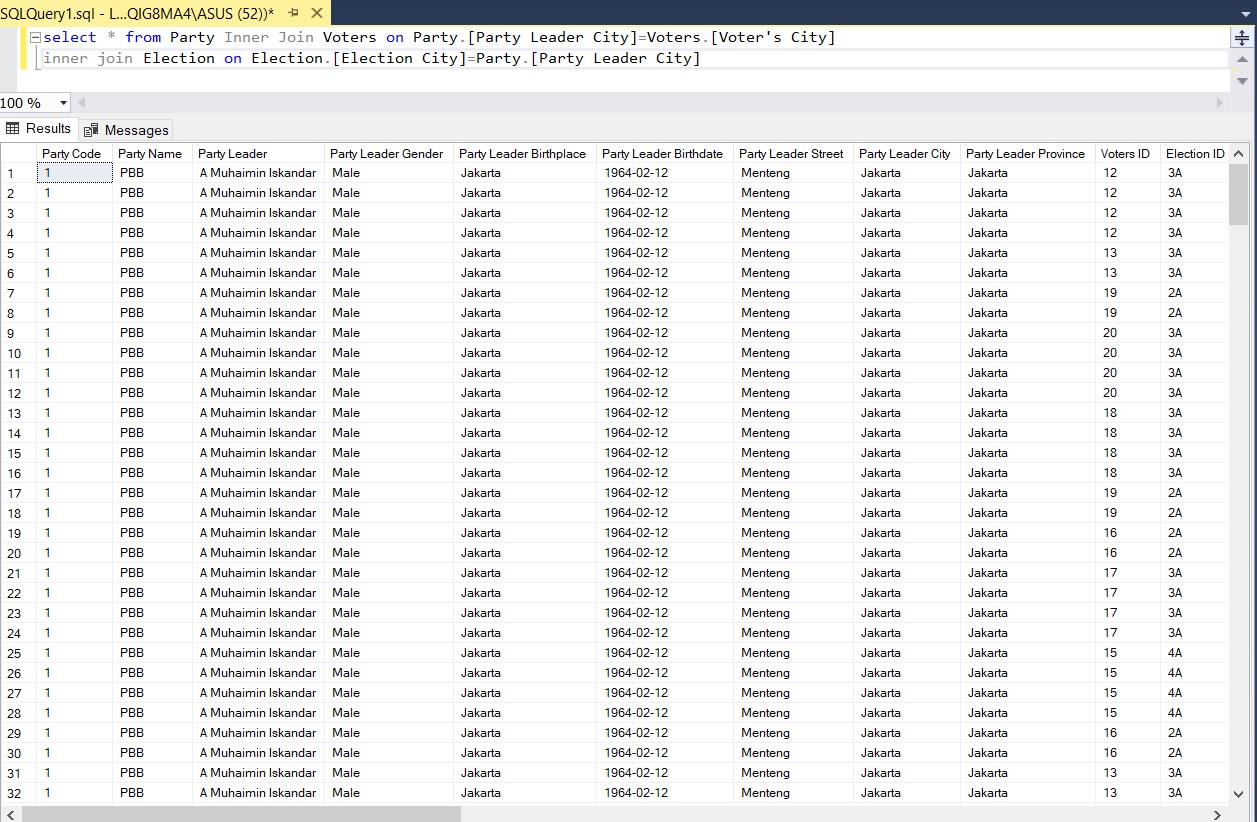 SQLQuery1.sql - L...QIG8MA4\ASUS (52))*
select * from Party Inner Join Voters on Party.[Party Leader City]=Voters.[Voter's City]
inner join Election on Election.[Election City]=Party.[Party Leader City]
100 %
Results Messages
Party Code Party Name Party Leader Party Leader Gender Party Leader Birthplace Party Leader Birthdate Party Leader Street Party Leader City Party Leader Province Voters ID Election ID
1 1 PBB A Muhaimin Iskandar Male Jakarta 1964-02-12 Menteng Jakarta Jakarta 12 3A
2 1 PBB A Muhaimin Iskandar Male Jakarta 1964-02-12 Menteng Jakarta Jakarta 12 3A
3 1 PBB A Muhaimin Iskandar Male Jakarta 1964-02-12 Menteng Jakarta Jakarta 12 3A
4 1 PBB A Muhaimin Iskandar Male Jakarta 1964-02-12 Menteng Jakarta Jakarta 12 3A
5 1 PBB A Muhaimin Iskandar Male Jakarta 1964-02-12 Menteng Jakarta Jakarta 13 3A
6 1 PBB A Muhaimin Iskandar Male Jakarta 1964-02-12 Menteng Jakarta Jakarta 13 3A
7 1 PBB A Muhaimin Iskandar Male Jakarta 1964-02-12 Menteng Jakarta Jakarta 19 2A
8 1 PBB A Muhaimin Iskandar Male Jakarta 1964-02-12 Menteng Jakarta Jakarta 19 2A
9 1 PBB A Muhaimin Iskandar Male Jakarta 1964-02-12 Menteng Jakarta Jakarta 20 3A
10 1 PBB A Muhaimin Iskandar Male Jakarta 1964-02-12 Menteng Jakarta Jakarta 20 3A
11 1 PBB A Muhaimin Iskandar Male Jakarta 1964-02-12 Menteng Jakarta Jakarta 20 3A
12 1 PBB A Muhaimin Iskandar Male Jakarta 1964-02-12 Menteng Jakarta Jakarta 20 3A
13 1 PBB A Muhaimin Iskandar Male Jakarta 1964-02-12 Menteng Jakarta Jakarta 18 3A
14 1 PBB A Muhaimin Iskandar Male Jakarta 1964-02-12 Menteng Jakarta Jakarta 18 3A
15 1 PBB A Muhaimin Iskandar Male Jakarta 1964-02-12 Menteng Jakarta Jakarta 18 3A
16 1 PBB A Muhaimin Iskandar Male Jakarta 1964-02-12 Menteng Jakarta Jakarta 18 3A
17 1 PBB A Muhaimin Iskandar Male Jakarta 1964-02-12 Menteng Jakarta Jakarta 19 2A
18 1 PBB A Muhaimin Iskandar Male Jakarta 1964-02-12 Menteng Jakarta Jakarta 19 2A
19 1 PBB A Muhaimin Iskandar Male Jakarta 1964-02-12 Menteng Jakarta Jakarta 16 2A
20 1 PBB A Muhaimin Iskandar Male Jakarta 1964-02-12 Menteng Jakarta Jakarta 16 2A
21 1 PBB A Muhaimin Iskandar Male Jakarta 1964-02-12 Menteng Jakarta Jakarta 17 3A
22 1 PBB A Muhaimin Iskandar Male Jakarta 1964-02-12 Menteng Jakarta Jakarta 17 3A
23 1 PBB A Muhaimin Iskandar Male Jakarta 1964-02-12 Menteng Jakarta Jakarta 17 3A
24 1 PBB A Muhaimin Iskandar Male Jakarta 1964-02-12 Menteng Jakarta Jakarta 17 3A
25 1 PBB A Muhaimin Iskandar Male Jakarta 1964-02-12 Menteng Jakarta Jakarta 15 4A
26 1 PBB A Muhaimin Iskandar Male Jakarta 1964-02-12 Menteng Jakarta Jakarta 15 4A
27 1 PBB A Muhaimin Iskandar Male Jakarta 1964-02-12 Menteng Jakarta Jakarta 15 4A
28 1 PBB A Muhaimin Iskandar Male Jakarta 1964-02-12 Menteng Jakarta Jakarta 15 4A
29 1 PBB A Muhaimin Iskandar Male Jakarta 1964-02-12 Menteng Jakarta Jakarta 16 2A
30 1 PBB A Muhaimin Iskandar Male Jakarta 1964-02-12 Menteng Jakarta Jakarta 16 2A
31 1 PBB A Muhaimin Iskandar Male Jakarta 1964-02-12 Menteng Jakarta Jakarta 13 3A
32 1 PBB A Muhaimin Iskandar Male Jakarta 1964-02-12 Menteng Jakarta Jakarta 13 3A